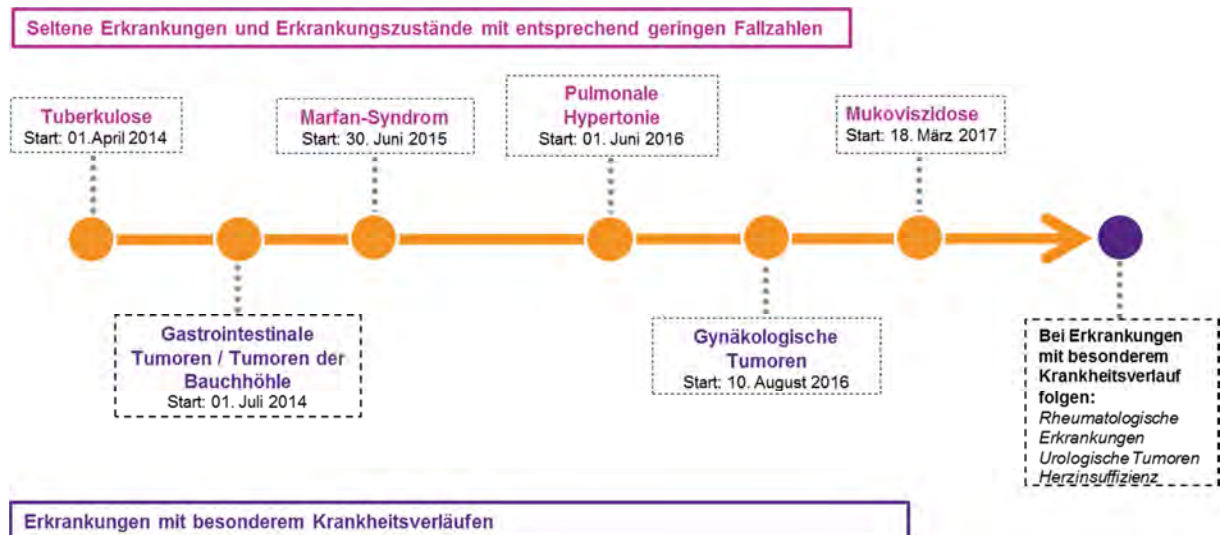 Seltene Erkrankungen und Erkrankungszustände mit entsprechend geringen Fallzahlen
Tuberkulose
Start: 01.April 2014
Marfan-Syndrom
Start: 30. Juni 2015
Pulmonale
Hypertonie
Start: 01. Juni 2016
Mukoviszidose
Start: 18. März 2017
Gastrointestinale
Tumoren / Tumoren der
Bauchhöhle
Start: 01. Juli 2014
Gynäkologische
Tumoren
Start: 10. August 2016
Bei Erkrankungen
mit besonderem
Krankheitsverlauf
folgen:
Rheumatologische
Erkrankungen
Urologische Tumoren
Herzinsuffizienz
Erkrankungen mit besonderem Krankheitsverläufen